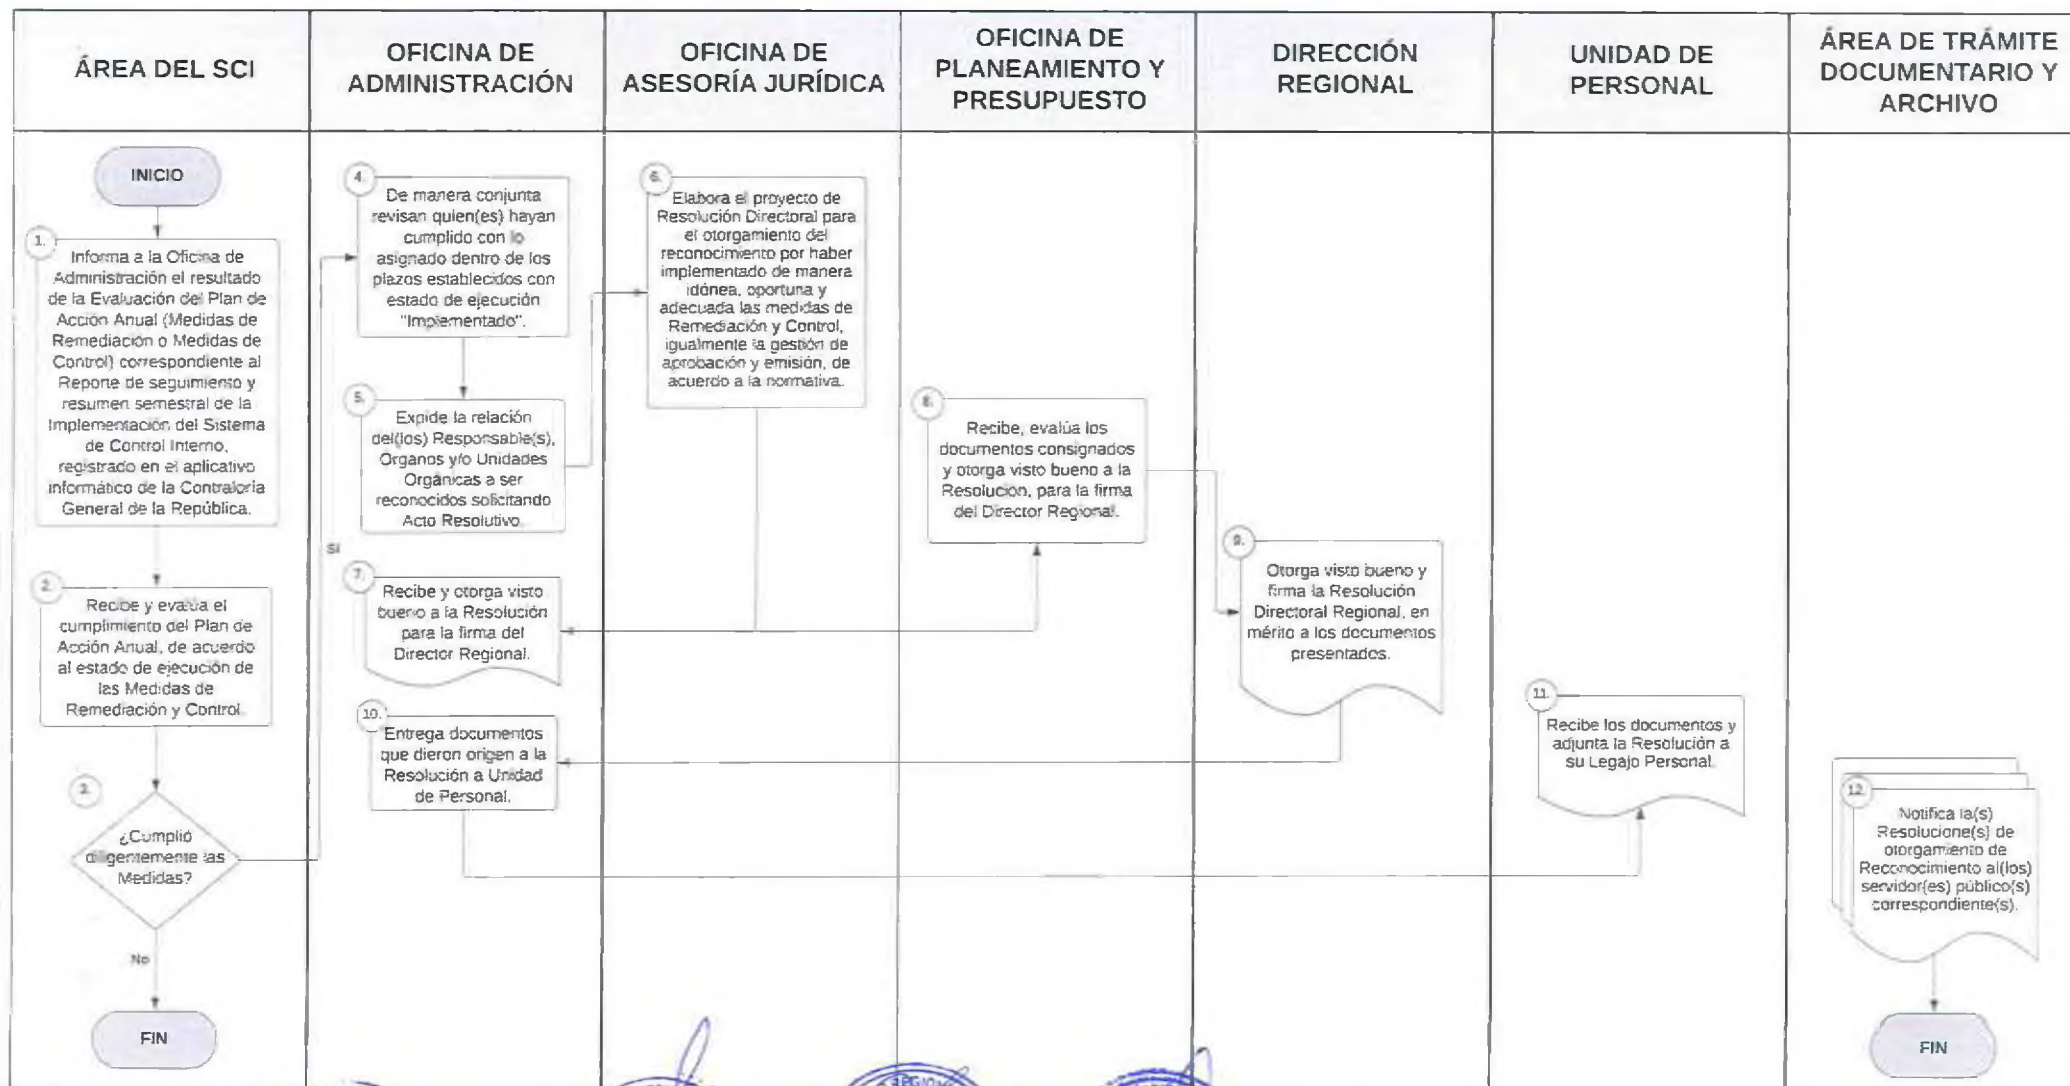 ÁREA DEL SCI
OFICINA DE
ADMINISTRACIÓN
OFICINA DE
ASESORÍA JURÍDICA
OFICINA DE
PLANEAMIENTO Y
PRESUPUESTO
DIRECCIÓN
REGIONAL
UNIDAD DE
PERSONAL
ÁREA DE TRÁMITE
DOCUMENTARIO Y
ARCHIVO
INICIO
1.
Informa a la Oficina de
Administración el resultado
de la Evaluación del Plan de
Acción Anual (Medidas de
Remediación o Medidas de
Control) correspondiente al
Reporte de seguimiento y
resumen semestral de la
Implementación del Sistema
de Control Interno,
registrado en el aplicativo
informático de la Contraloría
General de la República.
2.
Recibe y evalúa el
cumplimiento del Plan de
Acción Anual, de acuerdo
al estado de ejecución de
las Medidas de
Remediación y Control.
3.
¿Cumplió
diligentemente las
Medidas?
Sí
No
FIN
4.
De manera conjunta
revisan quien(es) hayan
cumplido con lo
asignado dentro de los
plazos establecidos con
estado de ejecución
"Implementado".
5.
Expide la relación
del(los) Responsable(s),
Organos y/o Unidades
Orgánicas a ser
reconocidos solicitando
Acto Resolutivo.
6.
Elabora el proyecto de
Resolución Directoral para
el otorgamiento del
reconocimiento por haber
implementado de manera
idónea, oportuna y
adecuada las medidas de
Remediación y Control,
igualmente la gestión de
aprobación y emisión, de
acuerdo a la normativa.
7.
Recibe y otorga visto
bueno a la Resolución
para la firma del
Director Regional.
8.
Recibe, evalúa los
documentos consignados
y otorga visto bueno a la
Resolución, para la firma
del Director Regional.
9.
Otorga visto bueno y
firma la Resolución
Directoral Regional, en
mérito a los documentos
presentados.
10.
Entrega documentos
que dieron origen a la
Resolución a Unidad
de Personal.
11.
Recibe los documentos y
adjunta la Resolución a
su Legajo Personal.
12.
Notifica la(s)
Resolucione(s) de
otorgamiento de
Reconocimiento al(los)
servidor(es) público(s)
correspondiente(s).
FIN